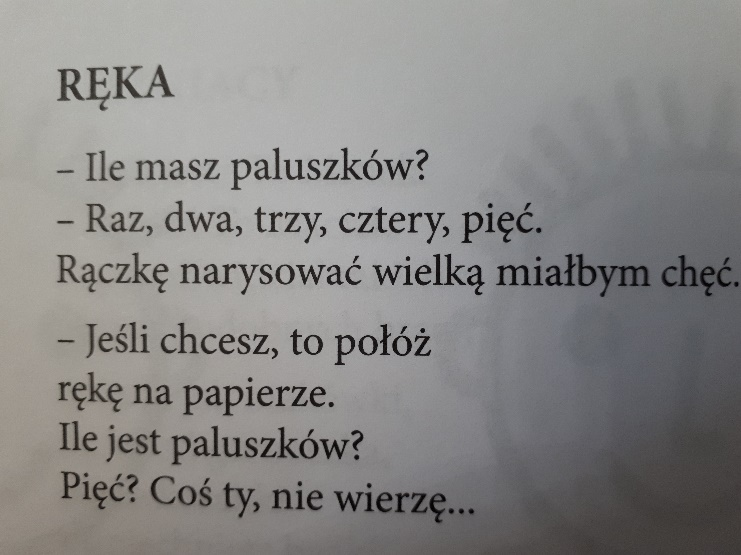 RĘKA
– Ile masz paluszków?
– Raz, dwa, trzy, cztery, pięć.
Rączkę narysować wielką miałbym chęć.
– Jeśli chcesz, to połóż
rękę na papierze.
Ile jest paluszków?
Pięć? Coś ty, nie wierzę...